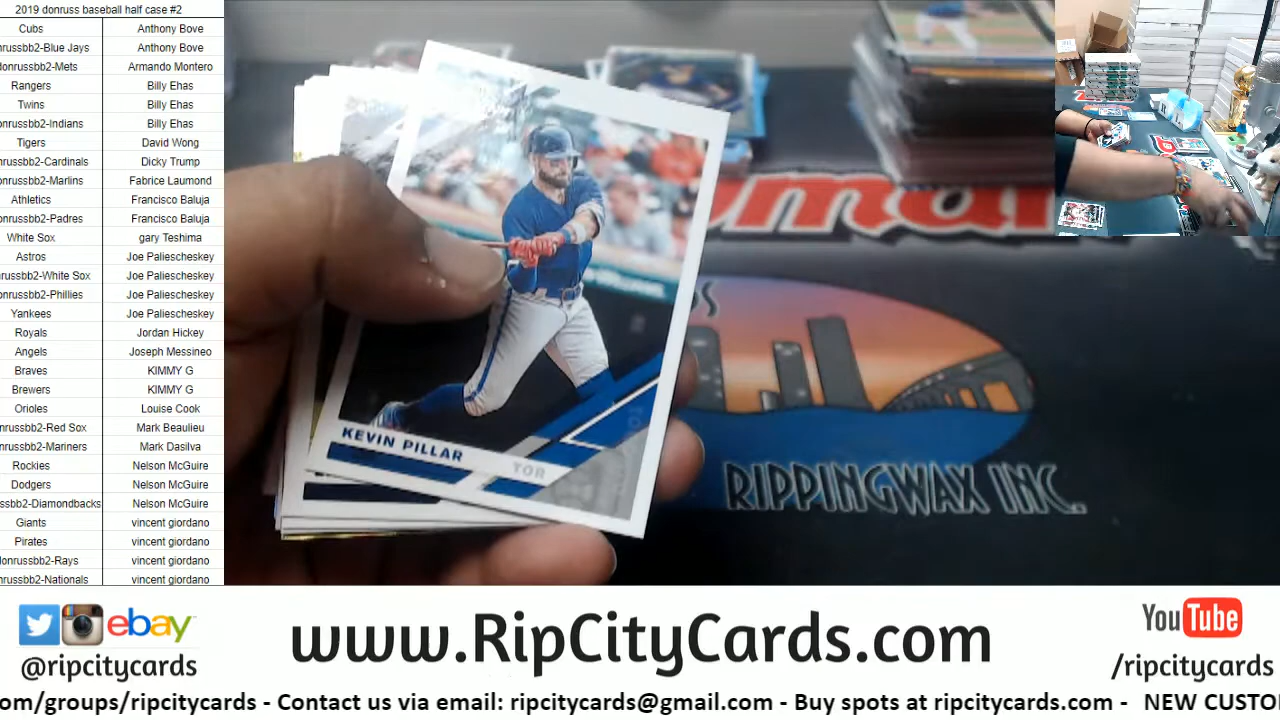 2019 donruss baseball half case #2
Cubs Anthony Bove
nrussbb2-Blue Jays Anthony Bove
donrussbb2-Mets Armando Montero
Rangers Billy Ehas
Twins Billy Ehas
onrussbb2-Indians Billy Ehas
Tigers David Wong
nrussbb2-Cardinals Dicky Trump
onrussbb2-Marlins Fabrice Laumond
Athletics Francisco Baluja
onrussbb2-Padres Francisco Baluja
White Sox gary Teshima
Astros Joe Paliescheskey
russbb2-White Sox Joe Paliescheskey
onrussbb2-Phillies Joe Paliescheskey
Yankees Joe Paliescheskey
Royals Jordan Hickey
Angels Joseph Messineo
Braves KIMMY G
Brewers KIMMY G
Orioles Louise Cook
nrussbb2-Red Sox Mark Beaulieu
nrussbb2-Mariners Mark Dasilva
Rockies Nelson McGuire
Dodgers Nelson McGuire
ssbb2-Diamondbacks Nelson McGuire
Giants vincent giordano
Pirates vincent giordano
donrussbb2-Rays vincent giordano
nrussbb2-Nationals vincent giordano
KEVIN PILLAR
TOR
RIPPINGWAX INC.
ebay
@ripcitycards
www.RipCityCards.com
YouTube
/ripcitycards
om/groups/ripcitycards - Contact us via email: ripcitycards@gmail.com - Buy spots at ripcitycards.com - NEW CUSTO